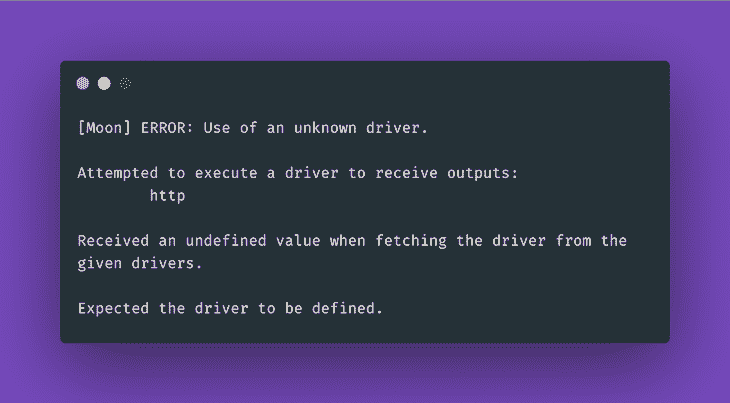 [Moon] ERROR: Use of an unknown driver.
Attempted to execute a driver to receive outputs:
http
Received an undefined value when fetching the driver from the
given drivers.
Expected the driver to be defined.